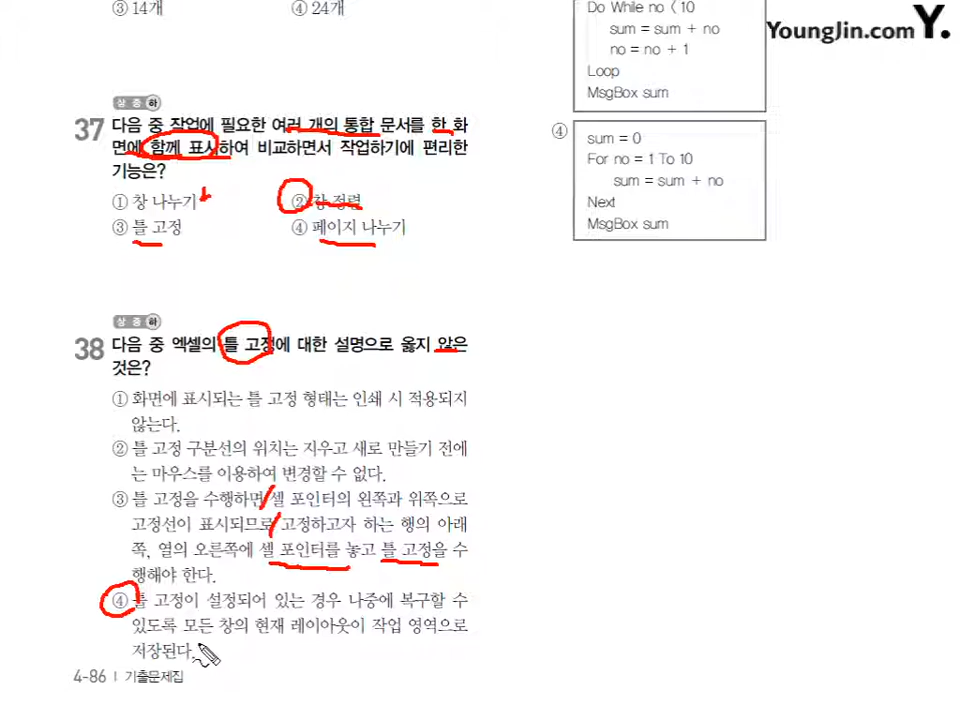 ③ 14개 ④ 24개
상 중 하
37 다음 중 작업에 필요한 여러 개의 통합 문서를 한 화
면에 함께 표시하여 비교하면서 작업하기에 편리한
기능은?
① 창 나누기 ② 창 정렬
③ 틀 고정 ④ 페이지 나누기
상 중 하
38 다음 중 엑셀의 틀 고정에 대한 설명으로 옳지 않은
것은?
① 화면에 표시되는 틀 고정 형태는 인쇄 시 적용되지
않는다.
② 틀 고정 구분선의 위치는 지우고 새로 만들기 전에
는 마우스를 이용하여 변경할 수 없다.
③ 틀 고정을 수행하면 셀 포인터의 왼쪽과 위쪽으로
고정선이 표시되므로 고정하고자 하는 행의 아래
쪽, 열의 오른쪽에 셀 포인터를 놓고 틀 고정을 수
행해야 한다.
④ 틀 고정이 설정되어 있는 경우 나중에 복구할 수
있도록 모든 창의 현재 레이아웃이 작업 영역으로
저장된다.
4-86 | 기출문제집
Do While no < 10
sum = sum + no
no = no + 1
Loop
MsgBox sum
④ sum = 0
For no = 1 To 10
sum = sum + no
Next
MsgBox sum
YoungJin.com Y.